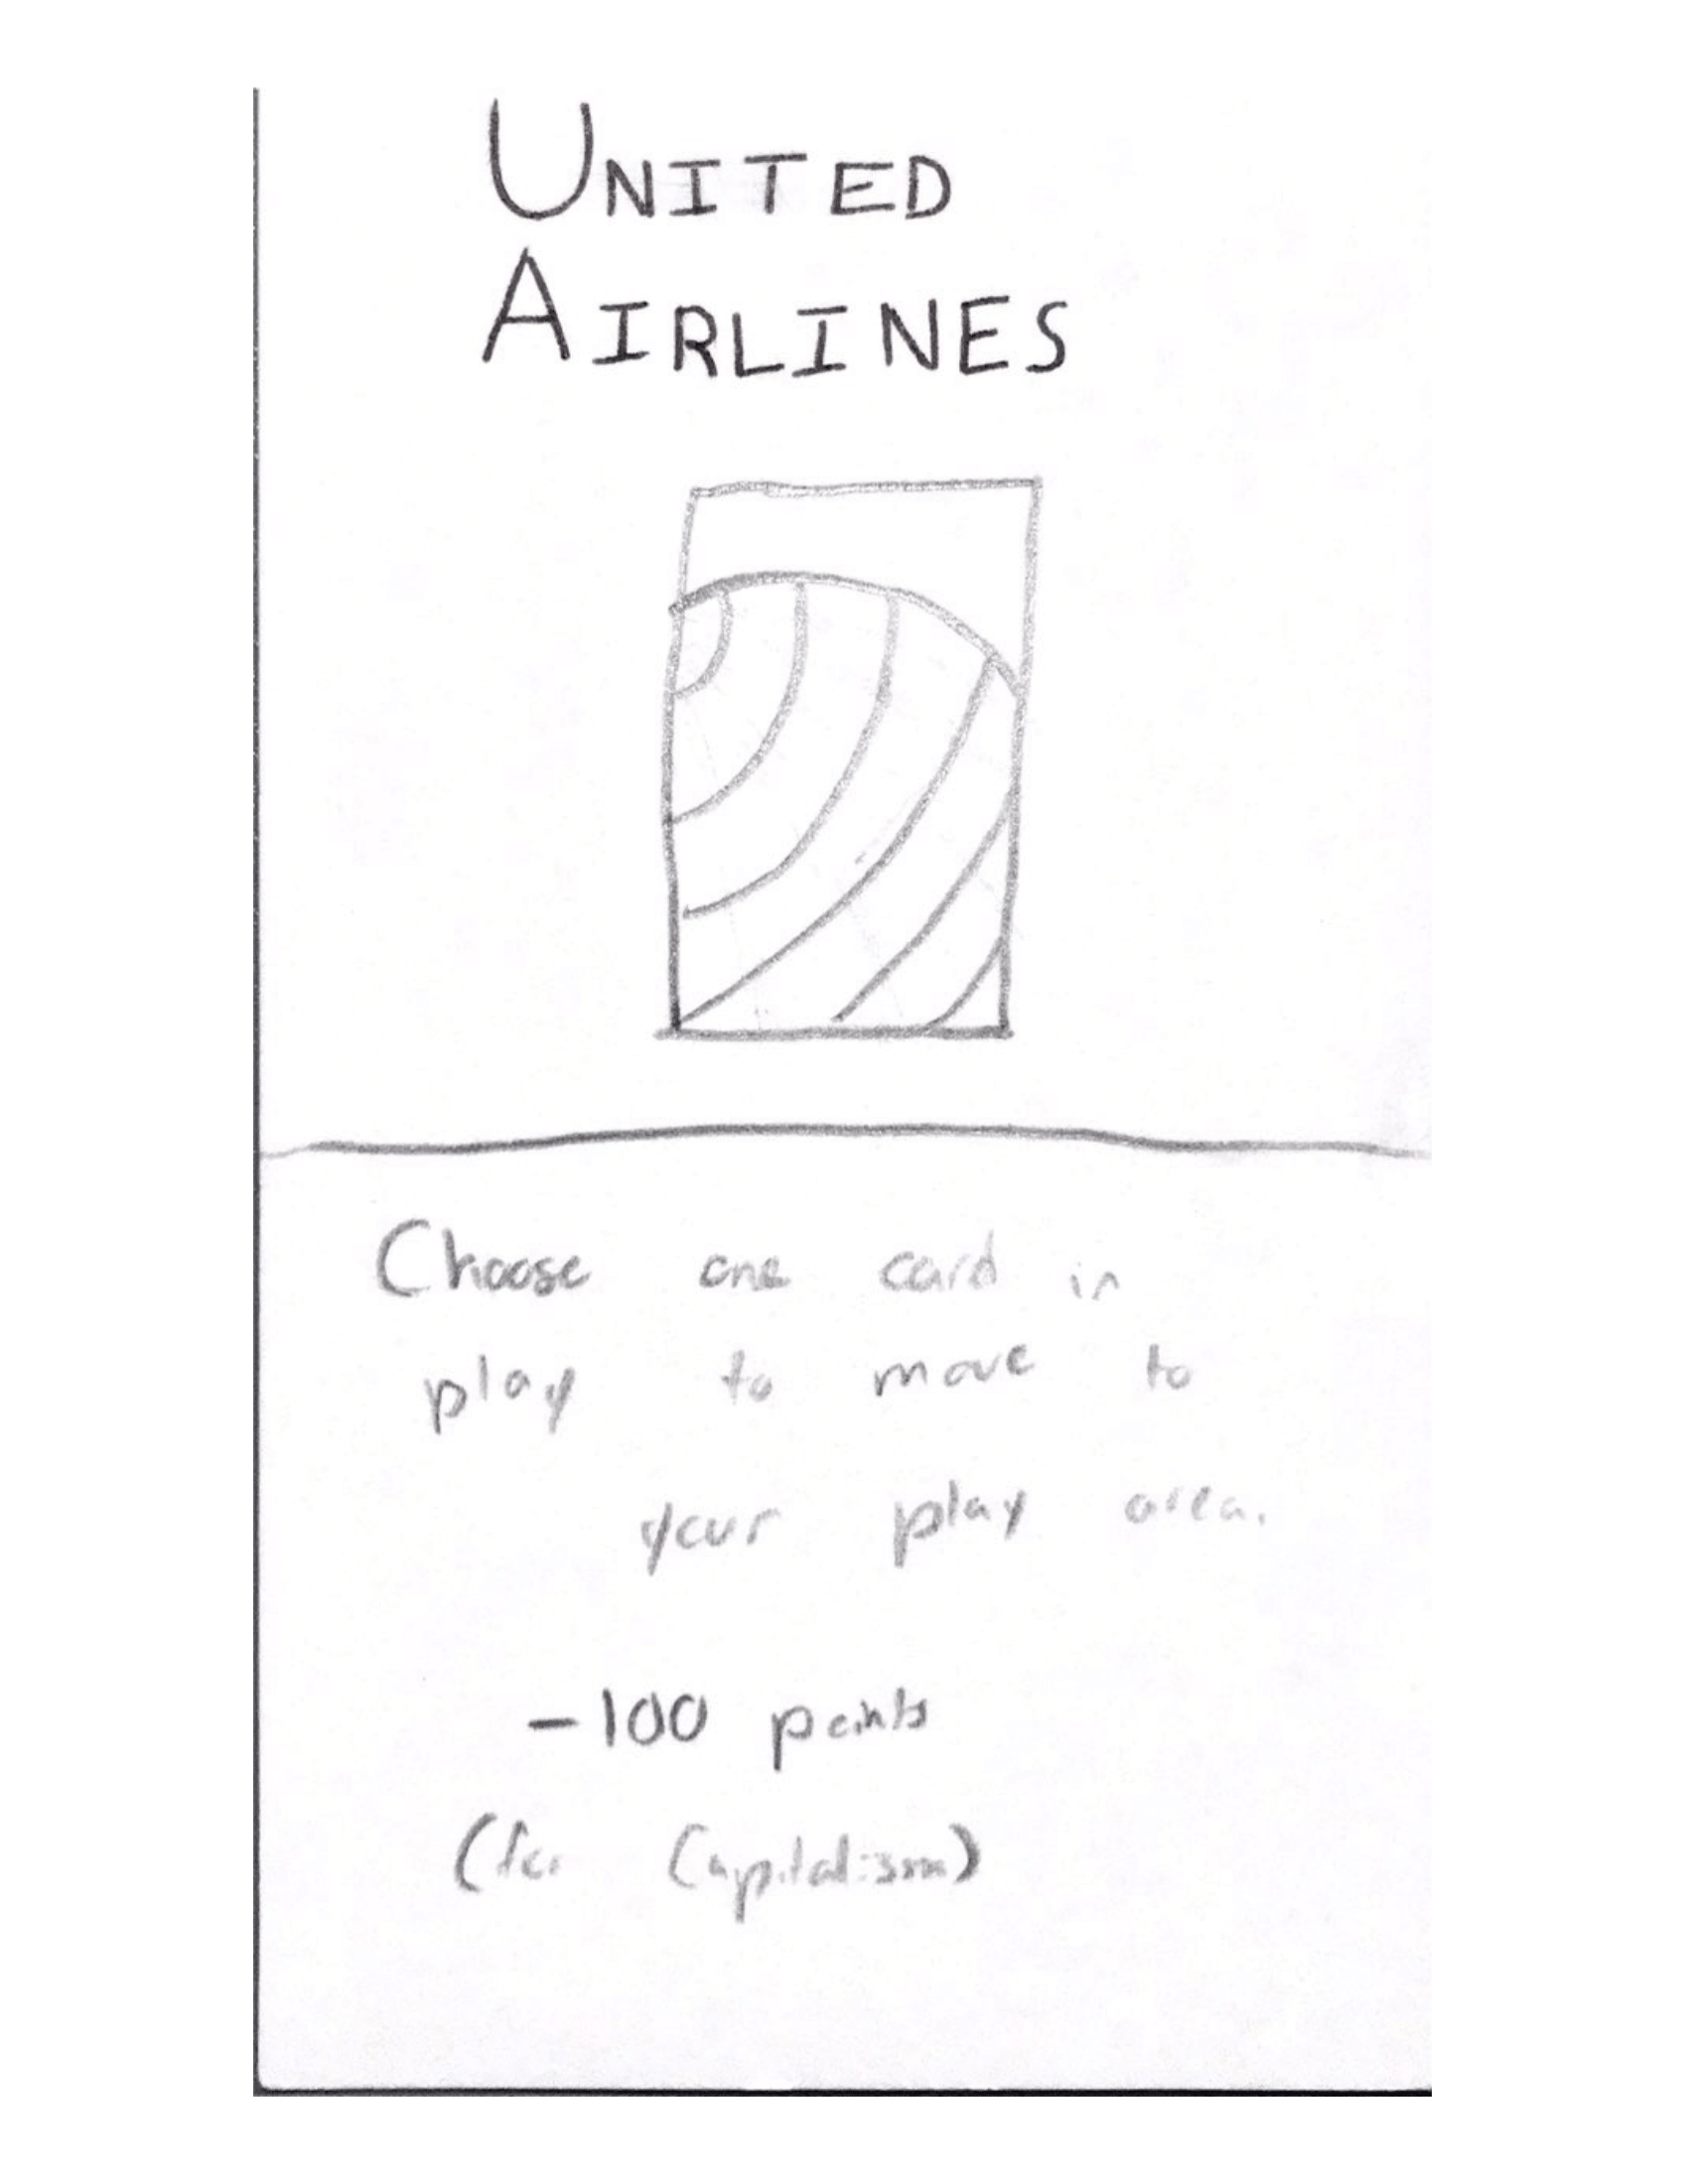 UNITED
AIRLINES
Choose one card in
play to move to
your play area.
-100 points
(for Capitalism)